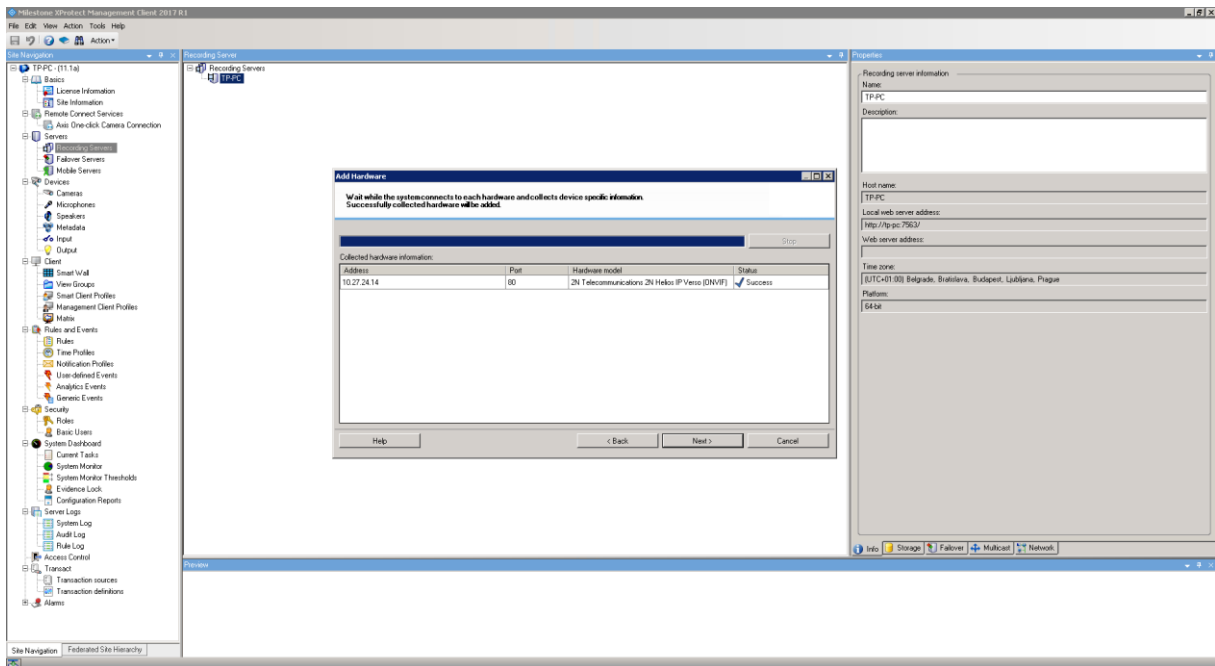 Milestone XProtect Management Client 2017 R1
File Edit View Action Tools Help
Action
Site Navigation
TP-PC - (11.1a)
Basics
License Information
Site Information
Remote Connect Services
Axis One-click Camera Connection
Servers
Recording Servers
Failover Servers
Mobile Servers
Devices
Cameras
Microphones
Speakers
Metadata
Input
Output
Client
Smart Wall
View Groups
Smart Client Profiles
Management Client Profiles
Matrix
Rules and Events
Rules
Time Profiles
Notification Profiles
User-defined Events
Analytics Events
Generic Events
Security
Roles
Basic Users
System Dashboard
Current Tasks
System Monitor
System Monitor Thresholds
Evidence Lock
Configuration Reports
Server Logs
System Log
Audit Log
Rule Log
Access Control
Transact
Transaction sources
Transaction definitions
Alarms
Site Navigation Federated Site Hierarchy
Recording Server
Recording Servers
TP-PC
Add Hardware
Wait while the system connects to each hardware and collects device specific information.
Successfully collected hardware will be added.
Stop
Collected hardware information:
Address Port Hardware model Status
10.27.24.14 80 2N Telecommunications 2N Helios IP Verso (ONVIF) Success
Help < Back Next > Cancel
Preview
Properties
Recording server information
Name:
TP-PC
Description:
Host name:
TP-PC
Local web server address:
http://tp-pc:7563/
Web server address:
Time zone:
(UTC+01:00) Belgrade, Bratislava, Budapest, Ljubljana, Prague
Platform:
64-bit
Info Storage Failover Multicast Network